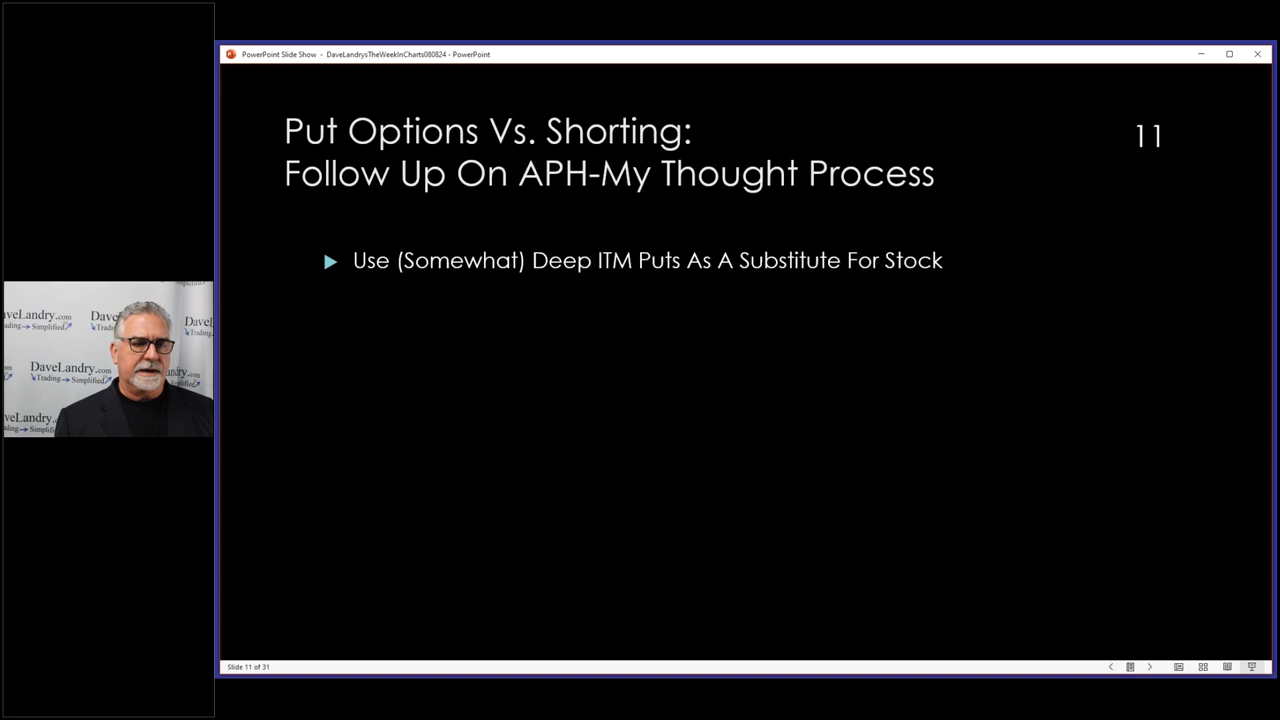 PowerPoint Slide Show - DaveLandrysTheWeekInCharts080824 - PowerPoint
Put Options Vs. Shorting:
Follow Up On APH-My Thought Process
11
Use (Somewhat) Deep ITM Puts As A Substitute For Stock
DaveLandry.com
Trading Simplified
Slide 11 of 31